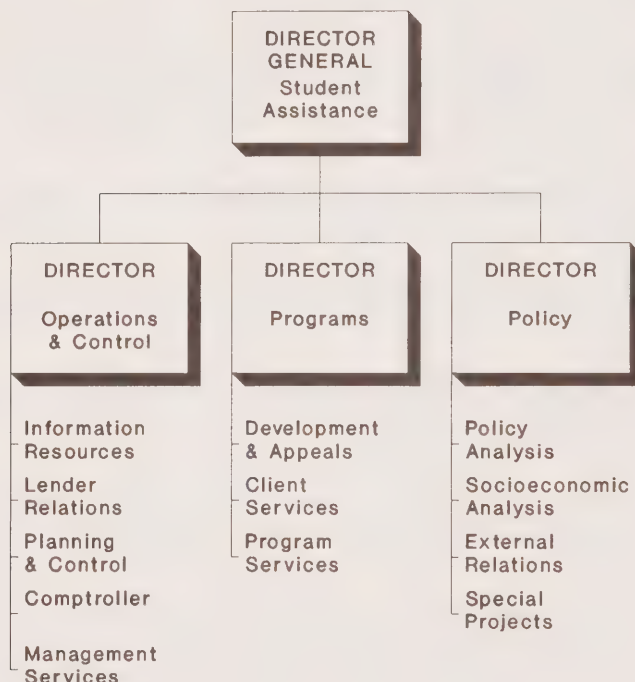 DIRECTOR
GENERAL
Student
Assistance
DIRECTOR
Operations
& Control
Information
Resources
Lender
Relations
Planning
& Control
Comptroller
Management
Services
DIRECTOR
Programs
Development
& Appeals
Client
Services
Program
Services
DIRECTOR
Policy
Policy
Analysis
Socioeconomic
Analysis
External
Relations
Special
Projects